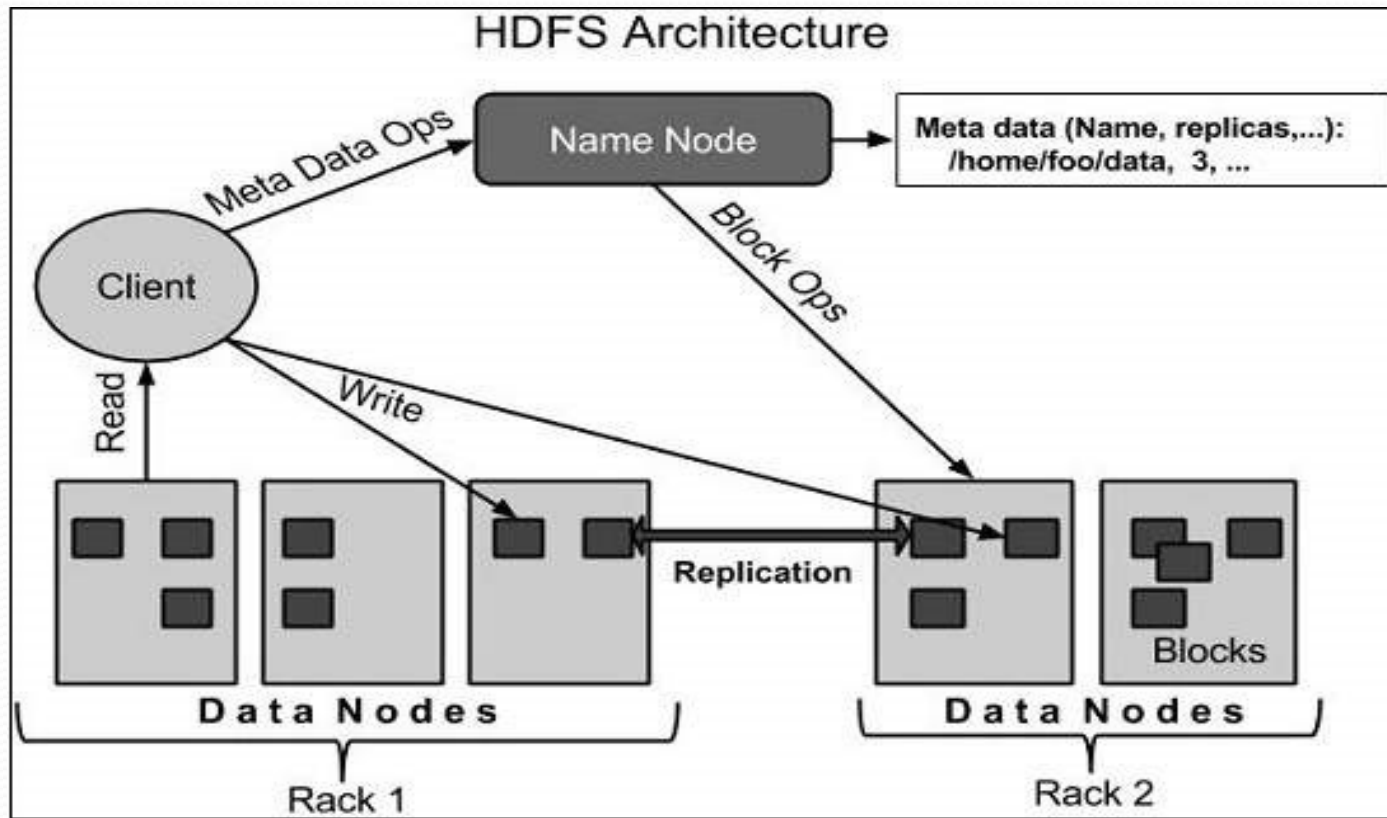 HDFS Architecture
Name Node
Meta data (Name, replicas,...):
/home/foo/data, 3, ...
Meta Data Ops
Client
Block Ops
Read
Write
Replication
Blocks
Data Nodes
Data Nodes
Rack 1
Rack 2